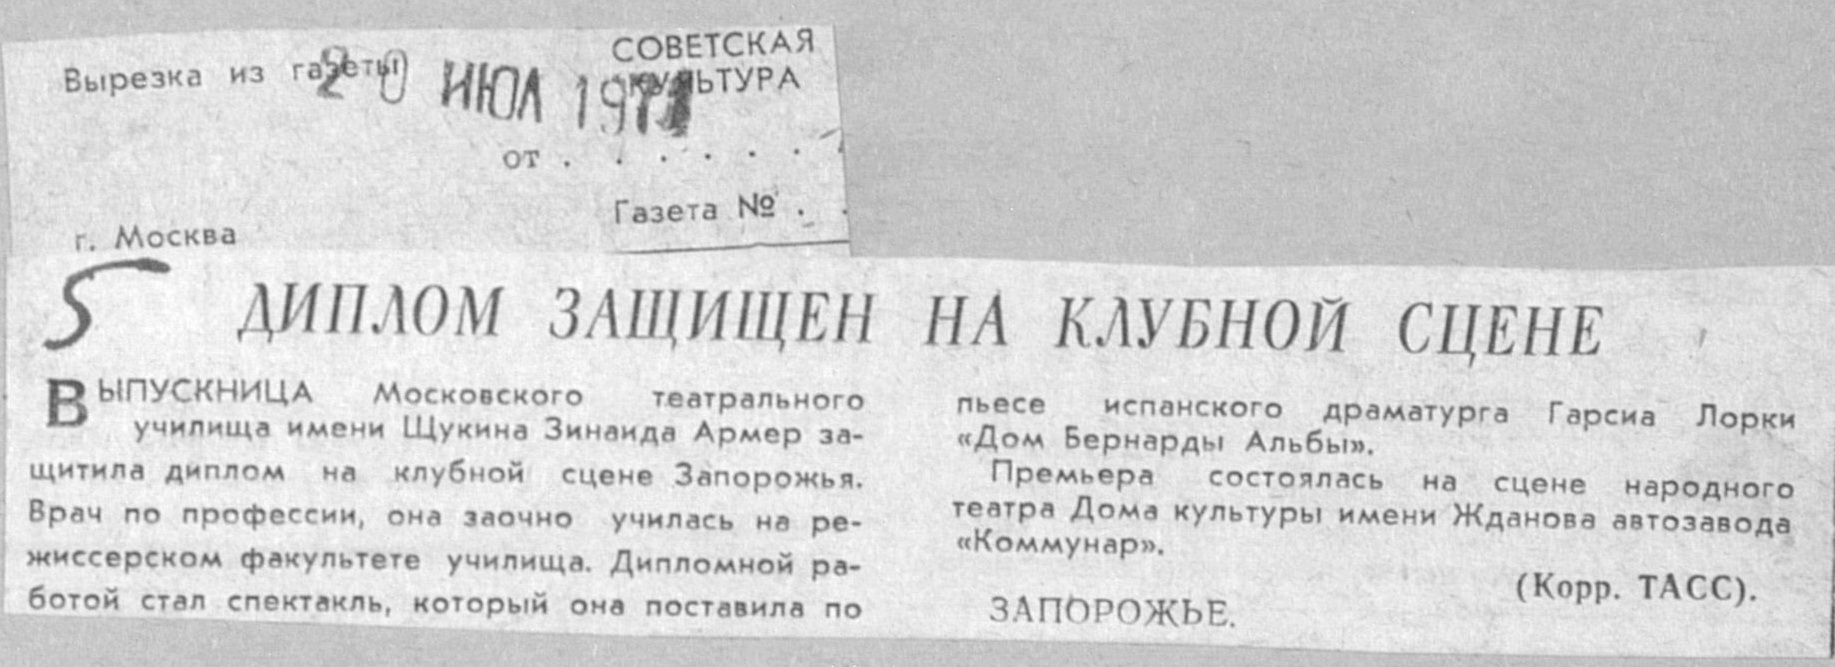 СОВЕТСКАЯ
КУЛЬТУРА
Вырезка из газеты
20 ИЮЛ 1971
от . . . . . .
Газета № . .
г. Москва
5
ДИПЛОМ ЗАЩИЩЕН НА КЛУБНОЙ СЦЕНЕ
ВЫПУСКНИЦА Московского театрального
училища имени Щукина Зинаида Армер за-
щитила диплом на клубной сцене Запорожья.
Врач по профессии, она заочно училась на ре-
жиссерском факультете училища. Дипломной ра-
ботой стал спектакль, который она поставила по
пьесе испанского драматурга Гарсиа Лорки
«Дом Бернарды Альбы».
Премьера состоялась на сцене народного
театра Дома культуры имени Жданова автозавода
«Коммунар».
(Корр. ТАСС).
ЗАПОРОЖЬЕ.